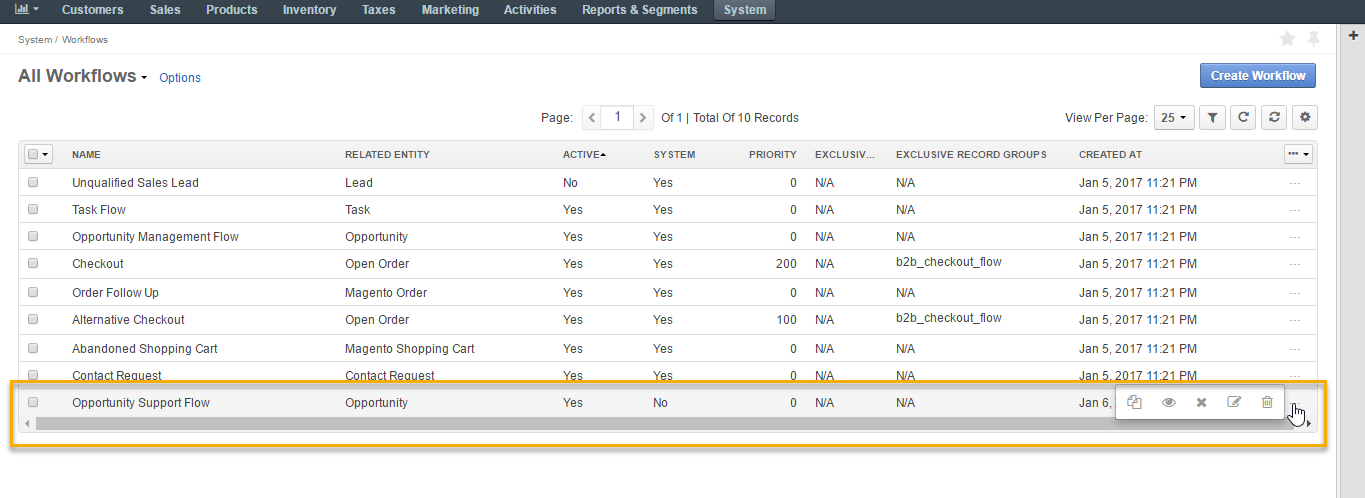 Customers Sales Products Inventory Taxes Marketing Activities Reports & Segments System
System / Workflows
All Workflows Options Create Workflow
Page: 1 Of 1 | Total Of 10 Records View Per Page: 25
NAME RELATED ENTITY ACTIVE SYSTEM PRIORITY EXCLUSIV... EXCLUSIVE RECORD GROUPS CREATED AT
Unqualified Sales Lead Lead No Yes 0 N/A N/A Jan 5, 2017 11:21 PM
Task Flow Task Yes Yes 0 N/A N/A Jan 5, 2017 11:21 PM
Opportunity Management Flow Opportunity Yes Yes 0 N/A N/A Jan 5, 2017 11:21 PM
Checkout Open Order Yes Yes 200 N/A b2b_checkout_flow Jan 5, 2017 11:21 PM
Order Follow Up Magento Order Yes Yes 0 N/A N/A Jan 5, 2017 11:21 PM
Alternative Checkout Open Order Yes Yes 100 N/A b2b_checkout_flow Jan 5, 2017 11:21 PM
Abandoned Shopping Cart Magento Shopping Cart Yes Yes 0 N/A N/A Jan 5, 2017 11:21 PM
Contact Request Contact Request Yes Yes 0 N/A N/A Jan 5, 2017 11:21 PM
Opportunity Support Flow Opportunity Yes No 0 N/A N/A Jan 6,